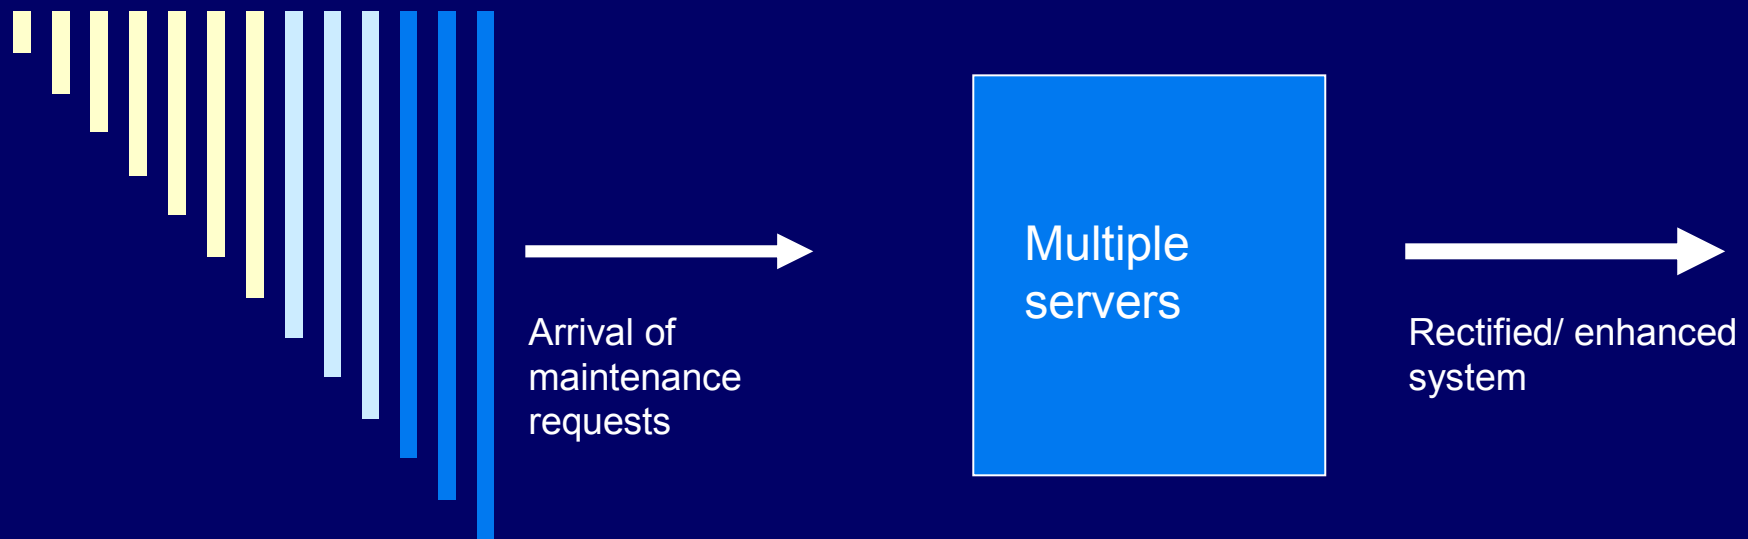 Arrival of
maintenance
requests
Multiple
servers
Rectified/ enhanced
system